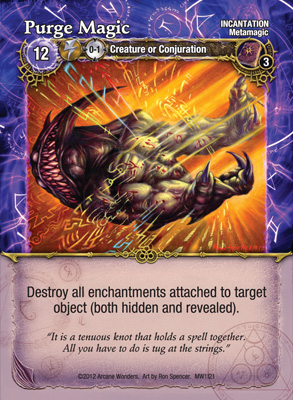 Purge Magic
INCANTATION
Metamagic
12
0-1
Creature or Conjuration
3
Destroy all enchantments attached to target
object (both hidden and revealed).
"It is a tenuous knot that holds a spell together.
All you have to do is tug at the strings."
©2012 Arcane Wonders. Art by Ron Spencer. MW1I21